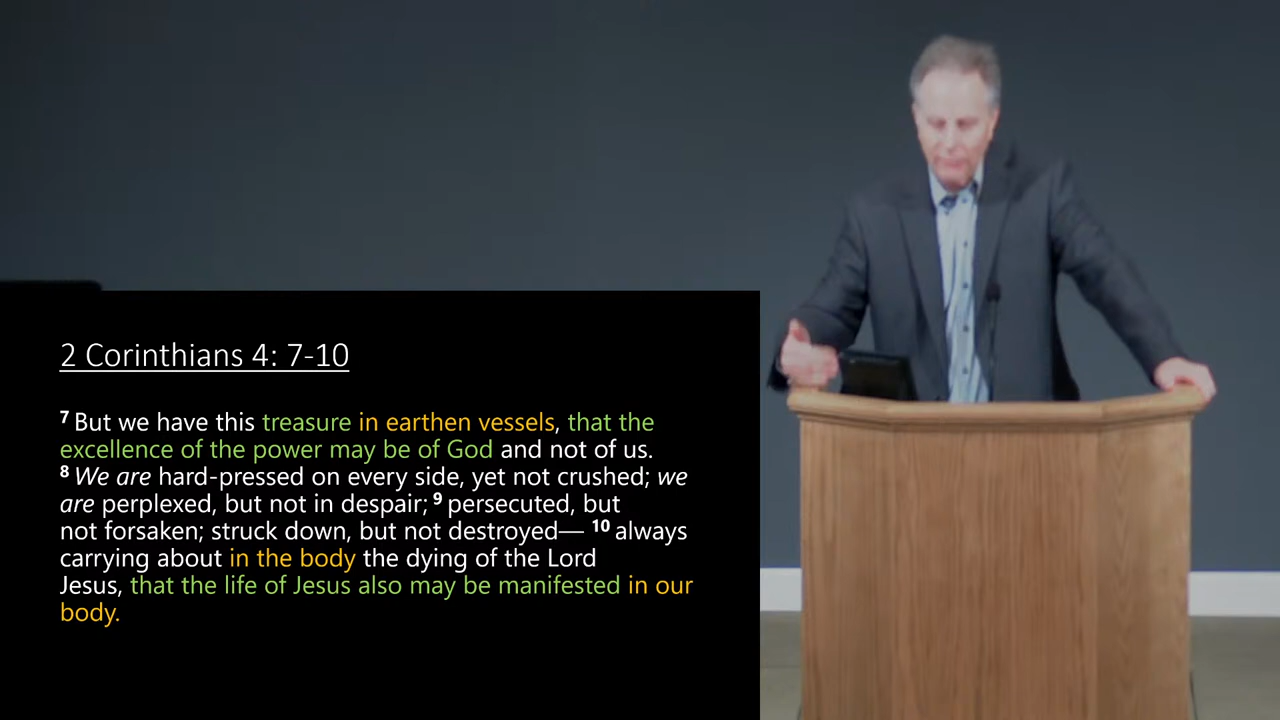 2 Corinthians 4: 7-10
7 But we have this treasure in earthen vessels, that the
excellence of the power may be of God and not of us.
8 We are hard-pressed on every side, yet not crushed; we
are perplexed, but not in despair; 9 persecuted, but
not forsaken; struck down, but not destroyed— 10 always
carrying about in the body the dying of the Lord
Jesus, that the life of Jesus also may be manifested in our
body.